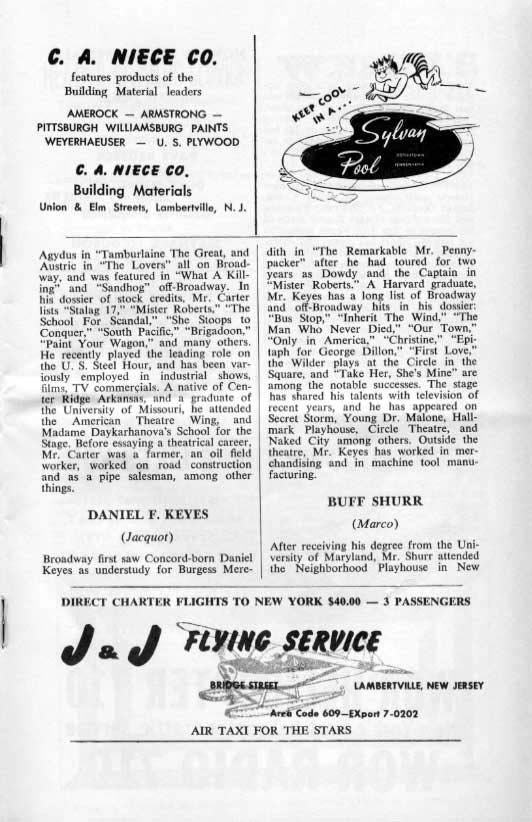 C. A. NIECE CO.
features products of the
Building Material leaders
AMEROCK — ARMSTRONG —
PITTSBURGH WILLIAMSBURG PAINTS
WEYERHAEUSER — U. S. PLYWOOD
C. A. NIECE CO.
Building Materials
Union & Elm Streets, Lambertville, N. J.
KEEP COOL
IN A...
Sylvan
Pool
Agydus in "Tamburlaine The Great, and
Austric in "The Lovers" all on Broad-
way, and was featured in "What A Kill-
ing" and "Sandhog" off-Broadway. In
his dossier of stock credits, Mr. Carter
lists "Stalag 17," "Mister Roberts," "The
School For Scandal," "She Stoops to
Conquer," "South Pacific," "Brigadoon,"
"Paint Your Wagon," and many others.
He recently played the leading role on
the U. S. Steel Hour, and has been var-
iously employed in industrial shows,
films, TV commercials. A native of Cen-
ter Ridge Arkansas, and a graduate of
the University of Missouri, he attended
the American Theatre Wing, and
Madame Daykarhanova's School for the
Stage. Before essaying a theatrical career,
Mr. Carter was a farmer, an oil field
worker, worked on road construction
and as a pipe salesman, among other
things.
DANIEL F. KEYES
(Jacquot)
Broadway first saw Concord-born Daniel
Keyes as understudy for Burgess Mere-
dith in "The Remarkable Mr. Penny-
packer" after he had toured for two
years as Dowdy and the Captain in
"Mister Roberts." A Harvard graduate,
Mr. Keyes has a long list of Broadway
and off-Broadway hits in his dossier:
"Bus Stop," "Inherit The Wind," "The
Man Who Never Died," "Our Town,"
"Only in America," "Christine," "Epi-
taph for George Dillon," "First Love,"
the Wilder plays at the Circle in the
Square, and "Take Her, She's Mine" are
among the notable successes. The stage
has shared his talents with television of
recent years, and he has appeared on
Secret Storm, Young Dr. Malone, Hall-
mark Playhouse, Circle Theatre, and
Naked City among others. Outside the
theatre, Mr. Keyes has worked in mer-
chandising and in machine tool manu-
facturing.
BUFF SHURR
(Marco)
After receiving his degree from the Uni-
versity of Maryland, Mr. Shurr attended
the Neighborhood Playhouse in New
DIRECT CHARTER FLIGHTS TO NEW YORK $40.00 — 3 PASSENGERS
J & J FLYING SERVICE
BRIDGE STREET LAMBERTVILLE, NEW JERSEY
Area Code 609—EXport 7-0202
AIR TAXI FOR THE STARS